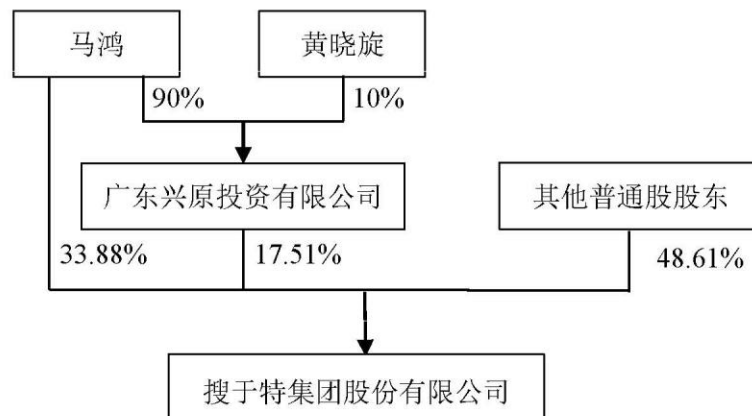 马鸿
黄晓旋
90%
10%
广东兴原投资有限公司
其他普通股股东
33.88%
17.51%
48.61%
搜于特集团股份有限公司